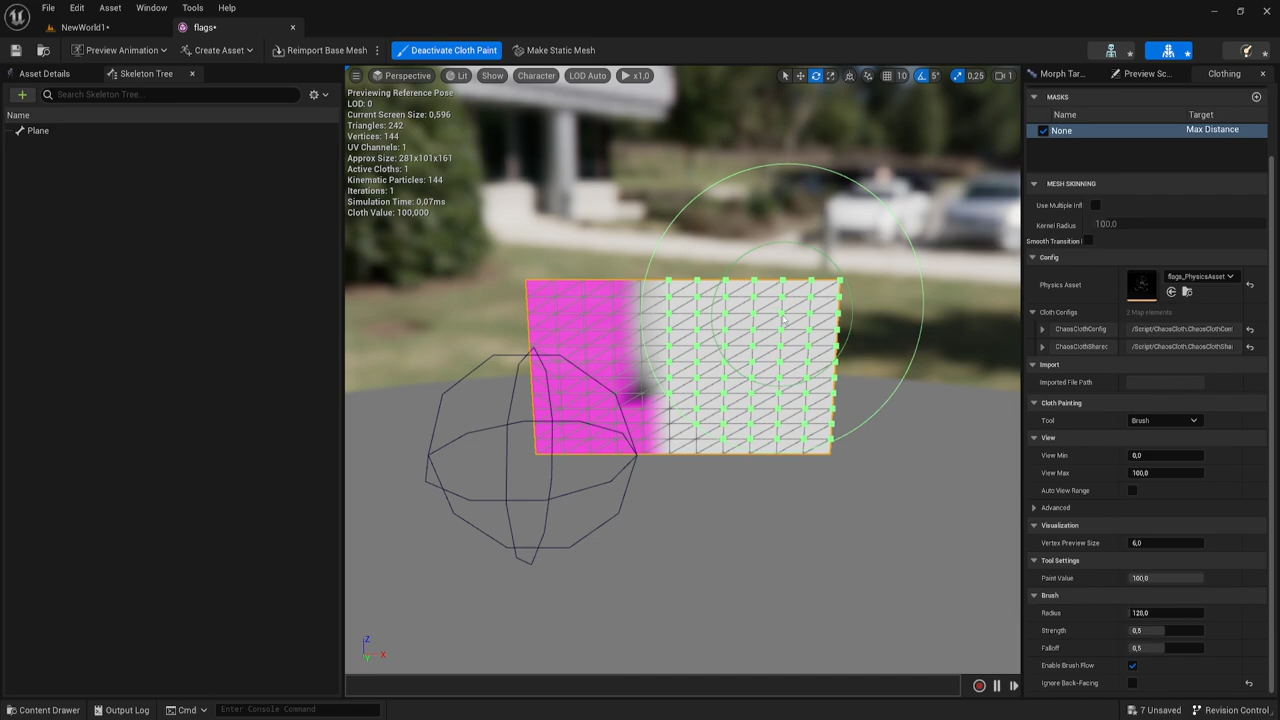 File Edit Asset Window Tools Help
NewWorld1*
flags*
Preview Animation
Create Asset
Reimport Base Mesh
Deactivate Cloth Paint
Make Static Mesh
Asset Details
Skeleton Tree
Search Skeleton Tree...
Name
Plane
Perspective
Lit
Show
Character
LOD Auto
x1,0
10
5°
0,25
1
Previewing Reference Pose
LOD: 0
Current Screen Size: 0,596
Triangles: 242
Vertices: 144
UV Channels: 1
Approx Size: 281x101x161
Active Cloths: 1
Kinematic Particles: 144
Iterations: 1
Simulation Time: 0,07ms
Cloth Value: 100,000
Z
X
Y
Morph Tar...
Preview Sc...
Clothing
MASKS
Name Target
None Max Distance
MESH SKINNING
Use Multiple Infl
Kernel Radius 100,0
Smooth Transition
Config
Physics Asset flags_PhysicsAsset
Cloth Configs 2 Map elements
ChaosClothConfig /Script/ChaosCloth.ChaosClothConf
ChaosClothSharec /Script/ChaosCloth.ChaosClothShar
Import
Imported File Path
Cloth Painting
Tool Brush
View
View Min 0,0
View Max 100,0
Auto View Range
Advanced
Visualization
Vertex Preview Size 6,0
Tool Settings
Paint Value 100,0
Brush
Radius 120,0
Strength 0,5
Falloff 0,5
Enable Brush Flow
Ignore Back-Facing
Content Drawer
Output Log
Cmd
Enter Console Command
7 Unsaved
Revision Control